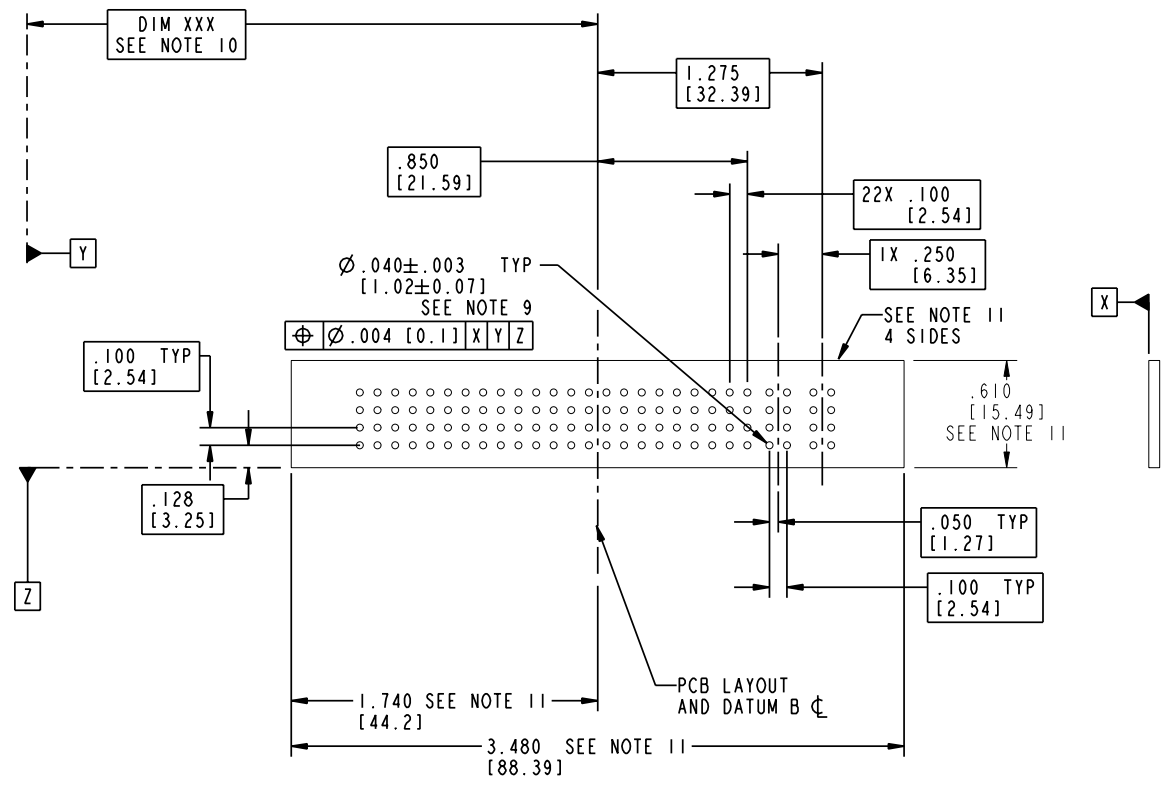 DIM XXX
SEE NOTE 10
1.275
[32.39]
.850
[21.59]
22X .100
[2.54]
Y
1X .250
[6.35]
Ø.040±.003 TYP
[1.02±0.07]
SEE NOTE 9
X
SEE NOTE 11
4 SIDES
⌖ Ø.004 [0.1] X Y Z
.100 TYP
[2.54]
.610
[15.49]
SEE NOTE 11
.128
[3.25]
.050 TYP
[1.27]
Z
.100 TYP
[2.54]
PCB LAYOUT
AND DATUM B ℄
1.740 SEE NOTE 11
[44.2]
3.480 SEE NOTE 11
[88.39]